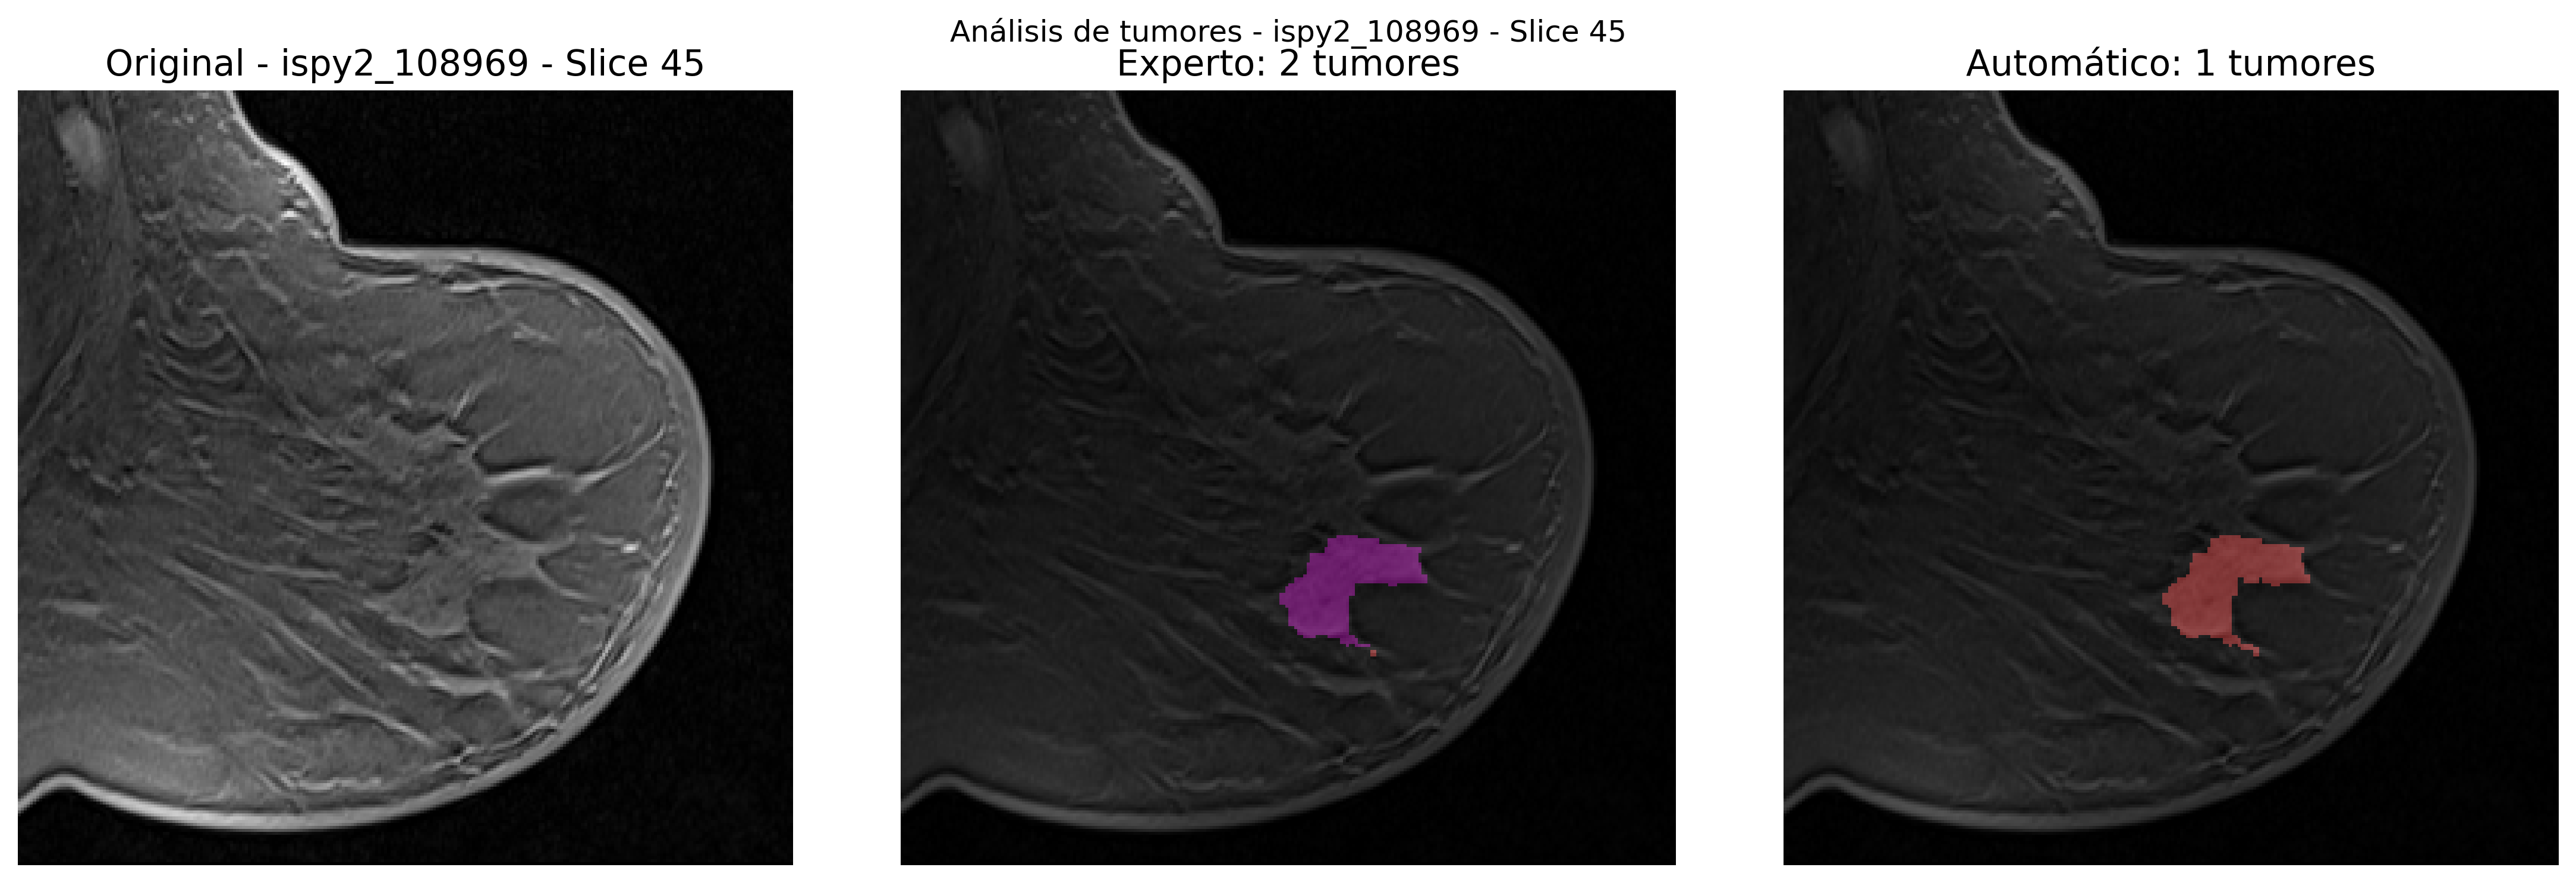 Análisis de tumores - ispy2_108969 - Slice 45
Original - ispy2_108969 - Slice 45
Experto: 2 tumores
Automático: 1 tumores